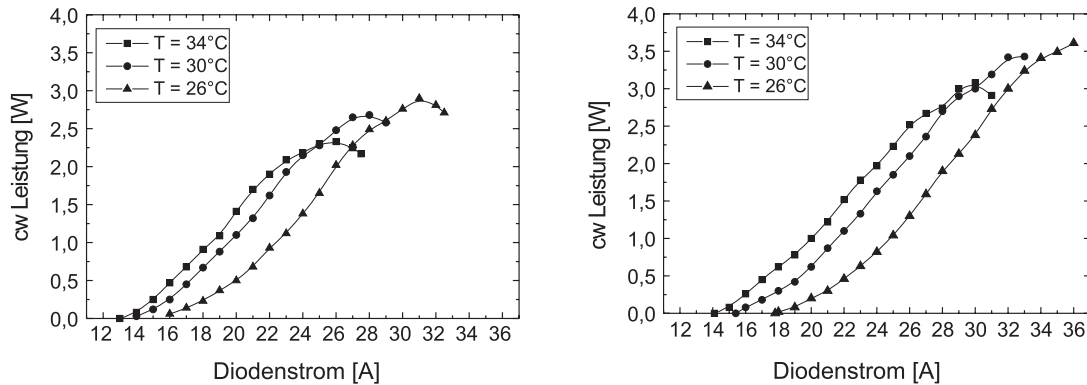 4,0
3,5
3,0
2,5
2,0
1,5
1,0
0,5
0,0
cw Leistung [W]
T = 34°C
T = 30°C
T = 26°C
12 14 16 18 20 22 24 26 28 30 32 34 36
Diodenstrom [A]
4,0
3,5
3,0
2,5
2,0
1,5
1,0
0,5
0,0
cw Leistung [W]
T = 34°C
T = 30°C
T = 26°C
12 14 16 18 20 22 24 26 28 30 32 34 36
Diodenstrom [A]